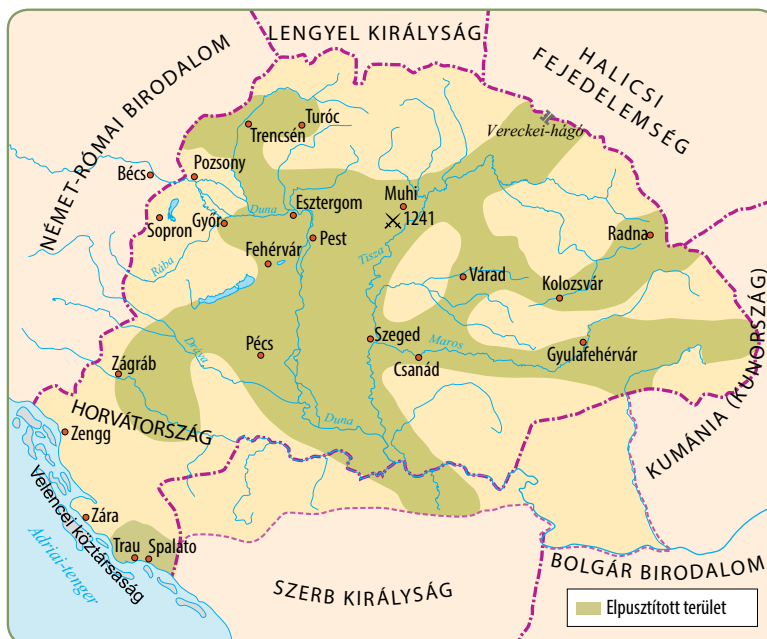 LENGYEL KIRÁLYSÁG
HALICSI
FEJEDELEMSÉG
NÉMET-RÓMAI BIRODALOM
Turóc
Trencsén
Vereckei-hágó
Bécs
Pozsony
Muhi
1241
Esztergom
Duna
Sopron
Győr
Pest
Radna
Fehérvár
Tisza
Rába
Várad
Kolozsvár
KUMÁNIA (KUNORSZÁG)
Szeged
Maros
Gyulafehérvár
Pécs
Dráva
Csanád
Zágráb
HORVÁTORSZÁG
Duna
Zengg
Velencei köztársaság
Zára
Adriai-tenger
Trau
Spalato
SZERB KIRÁLYSÁG
BOLGÁR BIRODALOM
Elpusztított terület